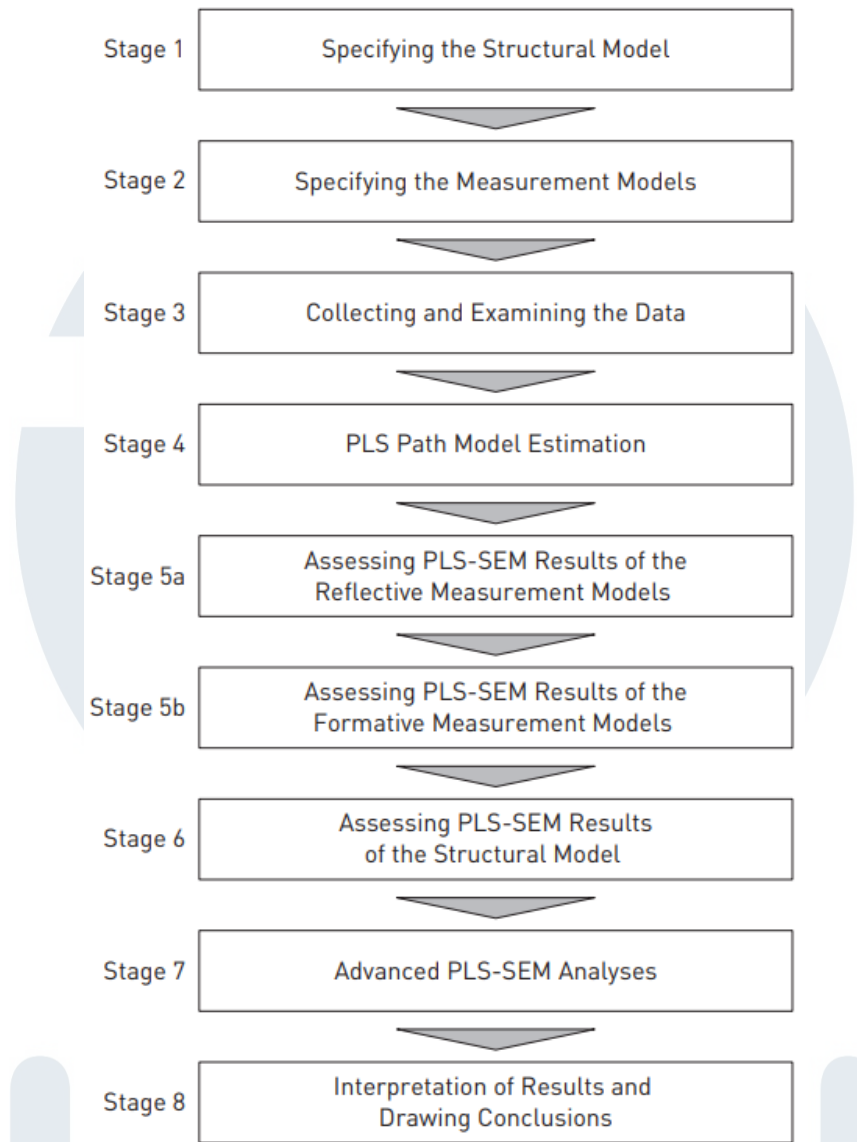 Stage 1
Specifying the Structural Model
Stage 2
Specifying the Measurement Models
Stage 3
Collecting and Examining the Data
Stage 4
PLS Path Model Estimation
Stage 5a
Assessing PLS-SEM Results of the
Reflective Measurement Models
Stage 5b
Assessing PLS-SEM Results of the
Formative Measurement Models
Stage 6
Assessing PLS-SEM Results
of the Structural Model
Stage 7
Advanced PLS-SEM Analyses
Stage 8
Interpretation of Results and
Drawing Conclusions